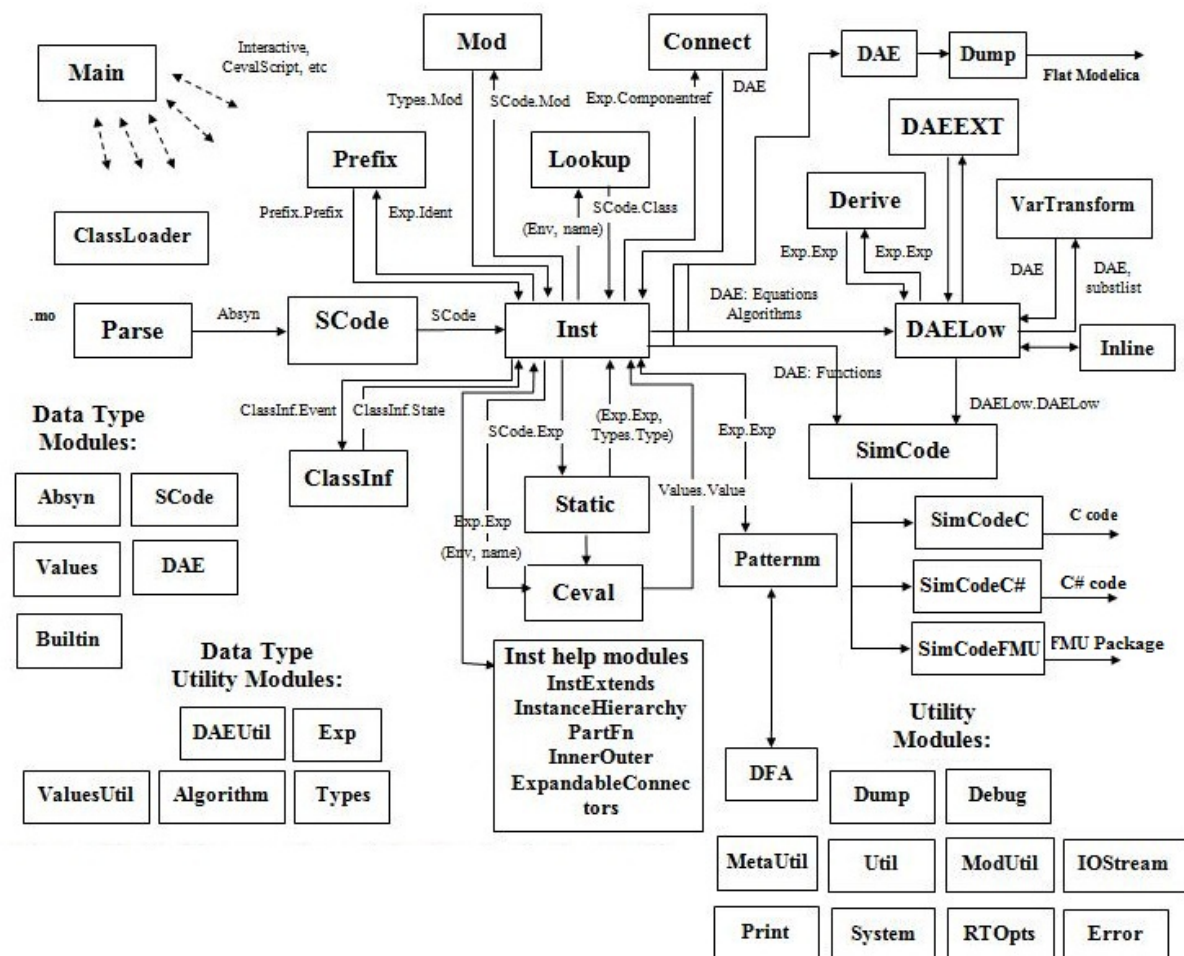 Main
Interactive,
CevalScript, etc
Mod
Connect
DAE
Dump
Flat Modelica
Types.Mod
SCode.Mod
Exp.Componentref
DAE
DAEEXT
Prefix
Lookup
Derive
VarTransform
Prefix.Prefix
Exp.Ident
SCode.Class
(Env, name)
ClassLoader
Exp.Exp
Exp.Exp
DAE
DAE,
substlist
.mo
Parse
Absyn
SCode
SCode
Inst
DAE: Equations
Algorithms
DAELow
Inline
DAE: Functions
DAELow.DAELow
ClassInf.Event
ClassInf.State
SCode.Exp
(Exp.Exp,
Types.Type)
Exp.Exp
SimCode
Data Type
Modules:
ClassInf
Absyn
SCode
Static
Values.Value
SimCodeC
C code
Exp.Exp
(Env, name)
Values
DAE
Ceval
Patternm
SimCodeC#
C# code
Builtin
SimCodeFMU
FMU Package
Data Type
Utility Modules:
Inst help modules
InstExtends
InstanceHierarchy
PartFn
InnerOuter
ExpandableConnec
tors
DAEUtil
Exp
ValuesUtil
Algorithm
Types
DFA
Utility
Modules:
Dump
Debug
MetaUtil
Util
ModUtil
IOStream
Print
System
RTOpts
Error